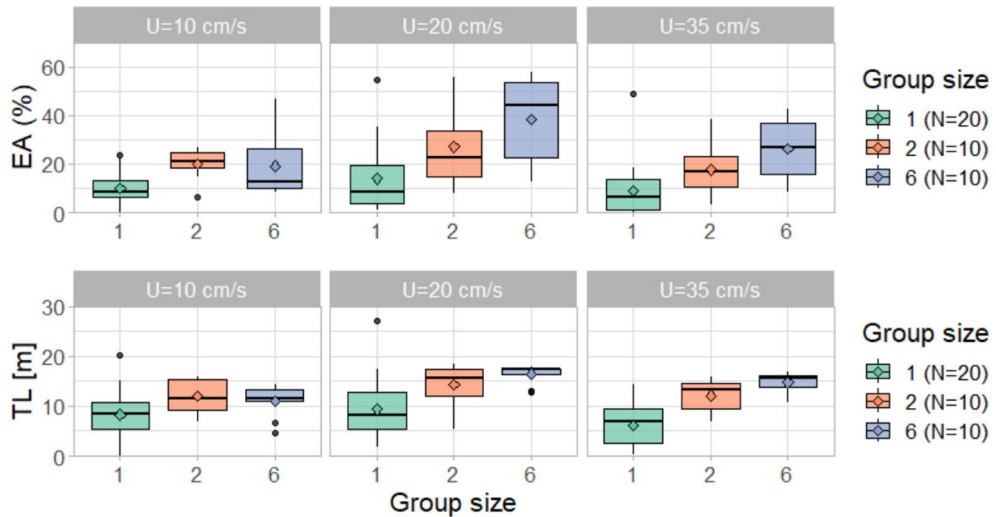 U=10 cm/s U=20 cm/s U=35 cm/s
EA (%)
60
40
20
0
1 2 6 1 2 6 1 2 6
Group size
1 (N=20)
2 (N=10)
6 (N=10)
U=10 cm/s U=20 cm/s U=35 cm/s
TL [m]
30
20
10
0
1 2 6 1 2 6 1 2 6
Group size
Group size
1 (N=20)
2 (N=10)
6 (N=10)